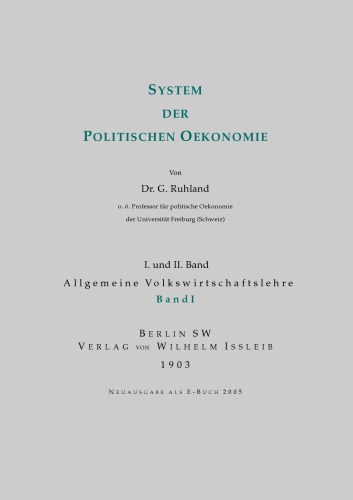 SYSTEM
DER
POLITISCHEN OEKONOMIE
Von
Dr. G. Ruhland
o. ö. Professor für politische Oekonomie
der Universität Freiburg (Schweiz)
I. und II. Band
Allgemeine Volkswirtschaftslehre
Band I
BERLIN SW
VERLAG VON WILHELM ISSLEIB
1903
NEUAUSGABE ALS E-BUCH 2005